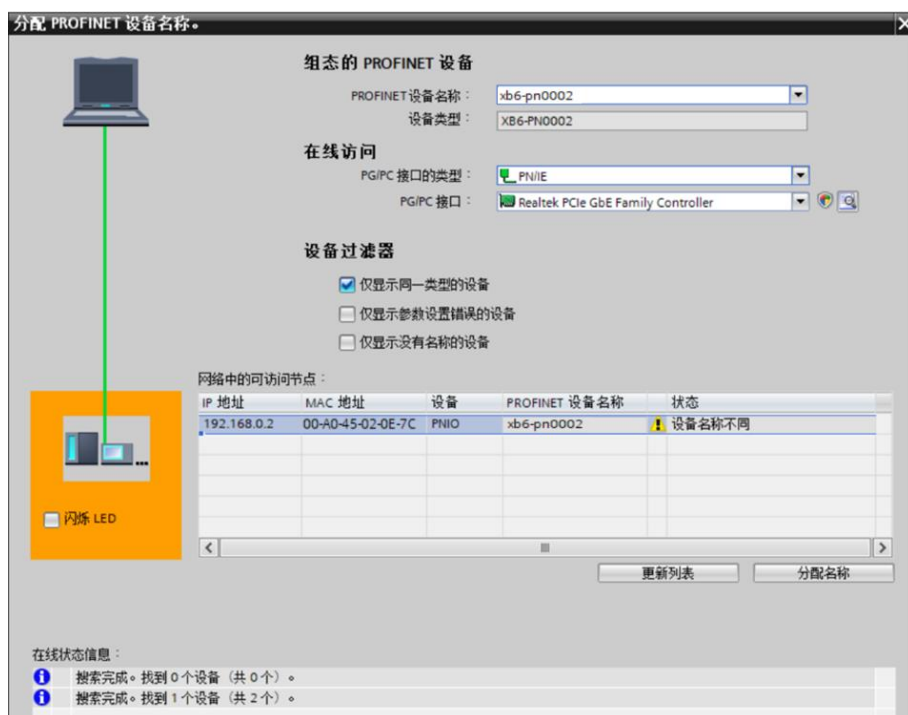 分配 PROFINET 设备名称。
组态的 PROFINET 设备
PROFINET设备名称： xb6-pn0002
设备类型： XB6-PN0002
在线访问
PG/PC 接口的类型： PN/IE
PG/PC 接口： Realtek PCIe GbE Family Controller
设备过滤器
仅显示同一类型的设备
仅显示参数设置错误的设备
仅显示没有名称的设备
网络中的可访问节点：
IP 地址 MAC 地址 设备 PROFINET 设备名称 状态
192.168.0.2 00-A0-45-02-0E-7C PNIO xb6-pn0002 设备名称不同
闪烁 LED
更新列表 分配名称
在线状态信息：
搜索完成。找到 0 个设备（共 0 个）。
搜索完成。找到 1 个设备（共 2 个）。